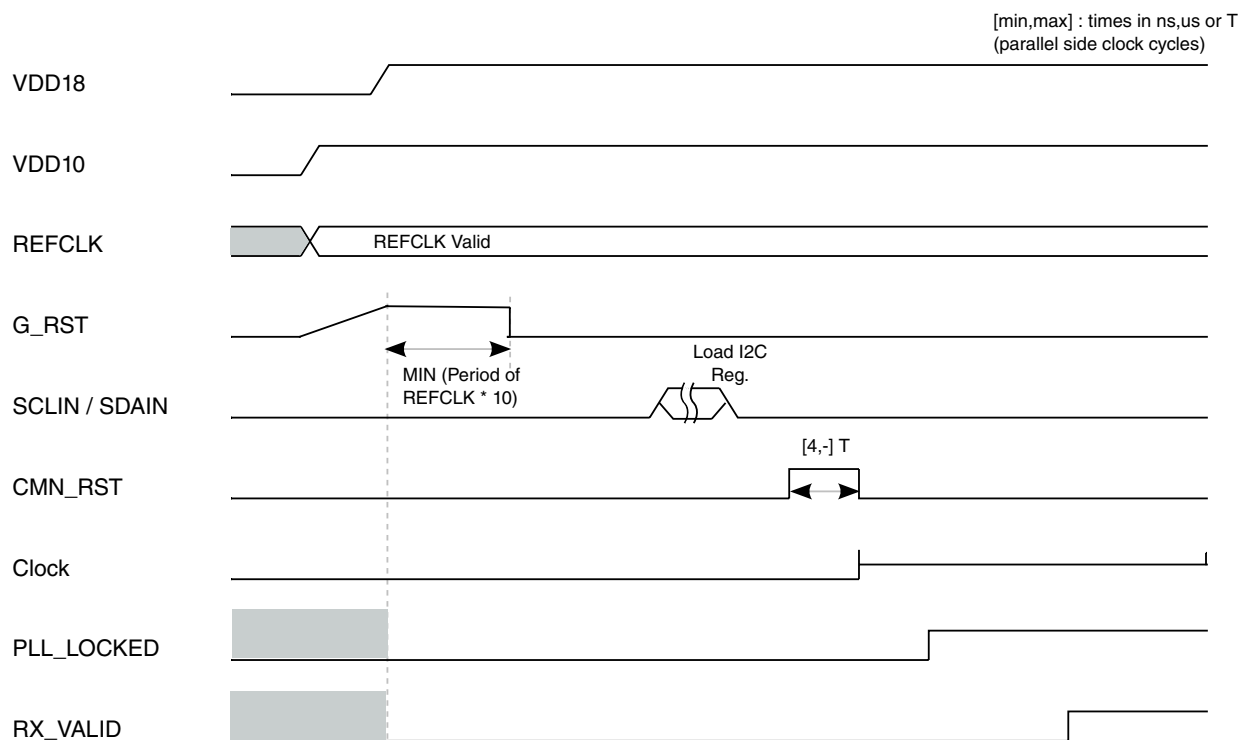 [min,max] : times in ns,us or T
(parallel side clock cycles)
VDD18
VDD10
REFCLK
REFCLK Valid
G_RST
MIN (Period of
REFCLK * 10)
Load I2C
Reg.
SCLIN / SDAIN
[4,-] T
CMN_RST
Clock
PLL_LOCKED
RX_VALID